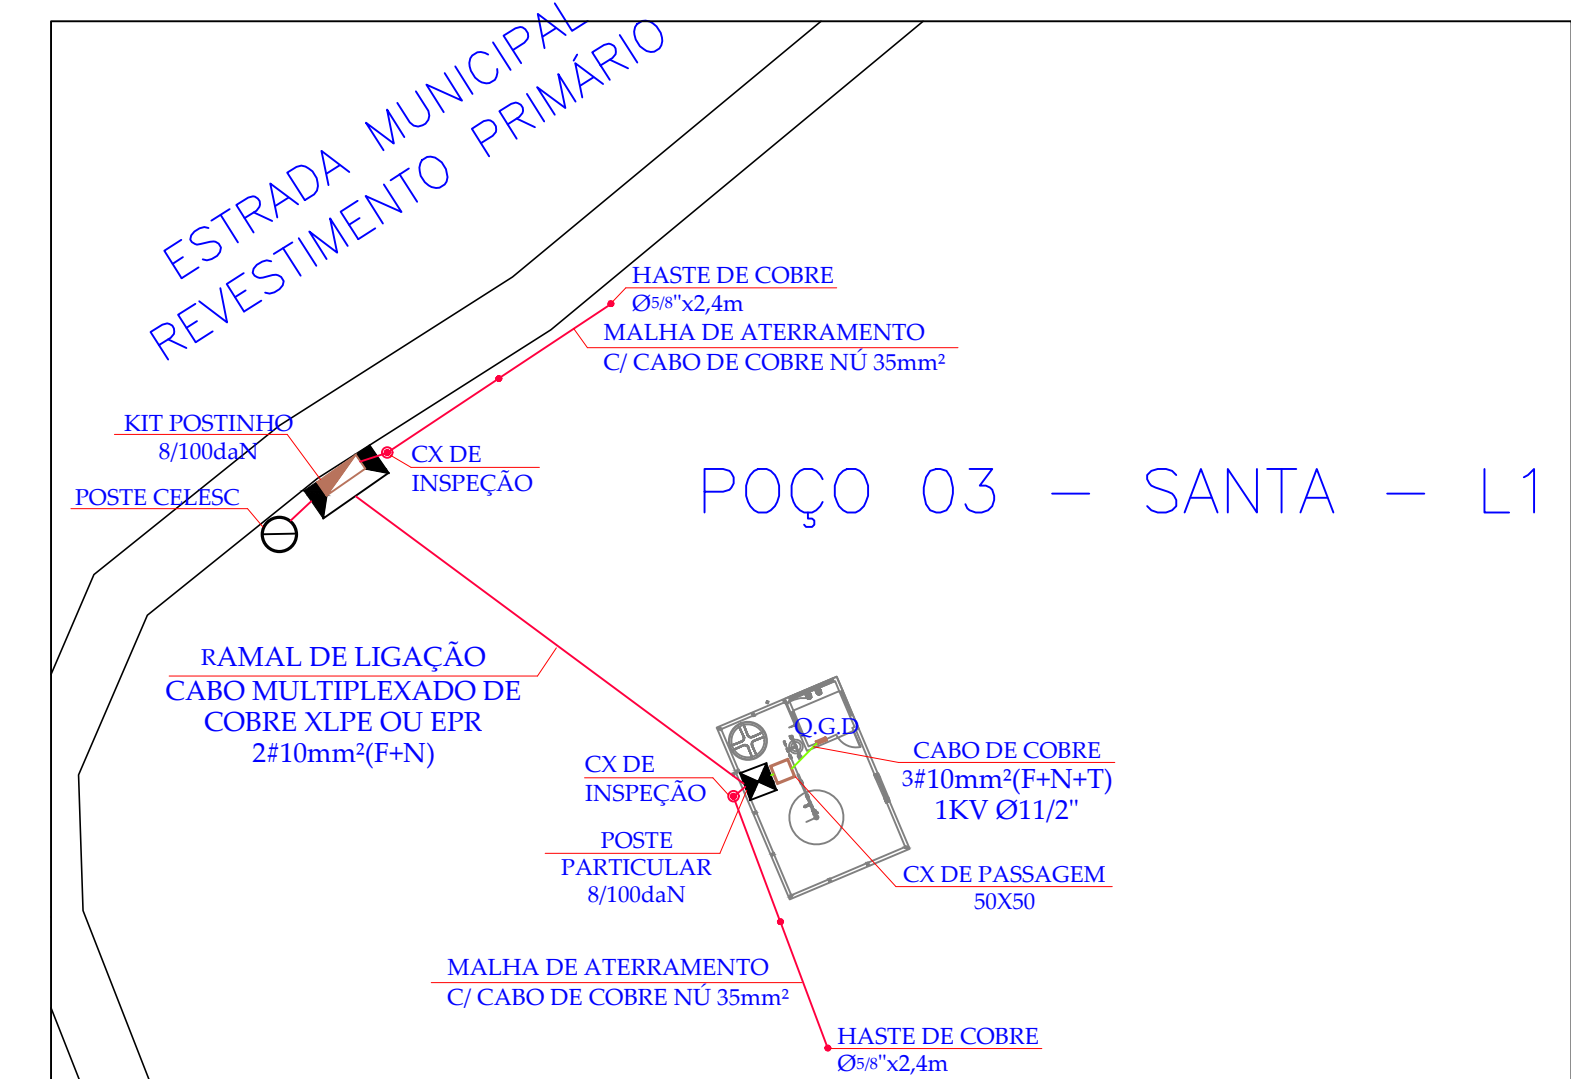 ESTRADA MUNICIPAL
REVESTIMENTO PRIMÁRIO
HASTE DE COBRE
Ø5/8"x2,4m
MALHA DE ATERRAMENTO
C/ CABO DE COBRE NÚ 35mm²
KIT POSTINHO
8/100daN
CX DE
INSPEÇÃO
POSTE CELESC
POÇO 03 - SANTA - L1
RAMAL DE LIGAÇÃO
CABO MULTIPLEXADO DE
COBRE XLPE OU EPR
2#10mm²(F+N)
Q.G.D
CABO DE COBRE
3#10mm²(F+N+T)
1KV Ø11/2"
CX DE
INSPEÇÃO
POSTE
PARTICULAR
8/100daN
CX DE PASSAGEM
50X50
MALHA DE ATERRAMENTO
C/ CABO DE COBRE NÚ 35mm²
HASTE DE COBRE
Ø5/8"x2,4m